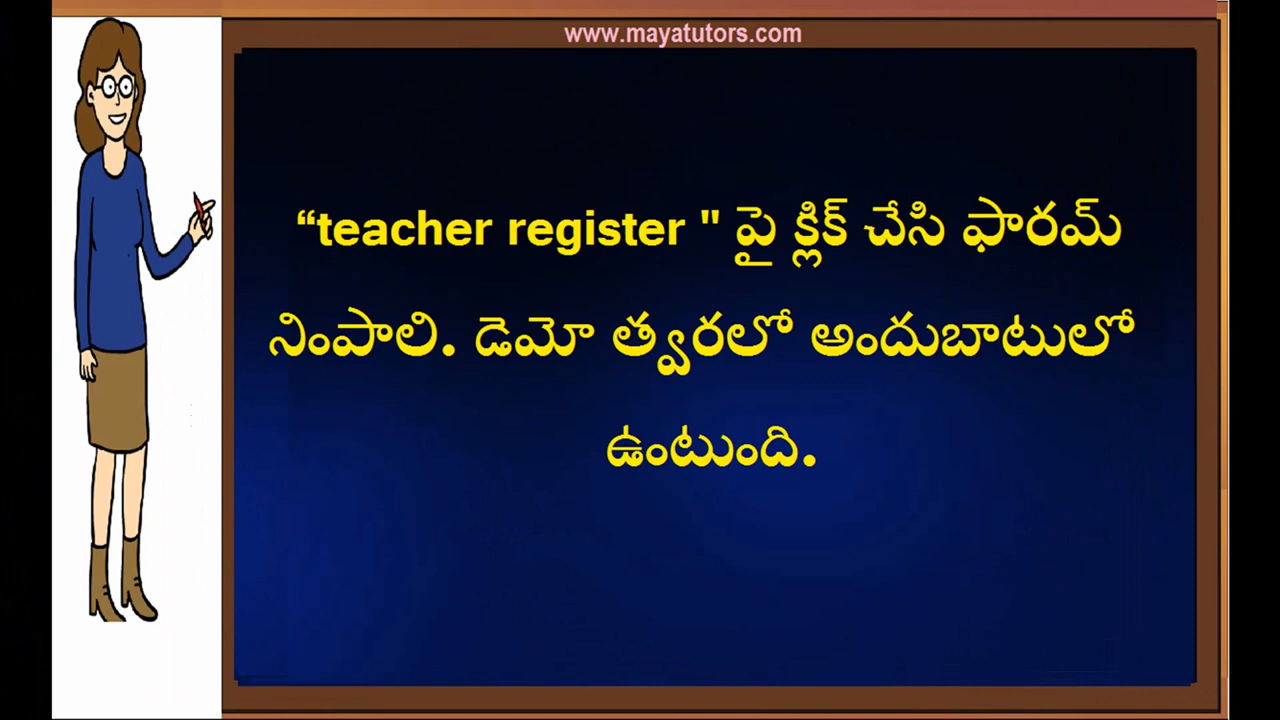 www.mayatutors.com
“teacher register " పై క్లిక్ చేసి ఫారమ్
నింపాలి. డెమో త్వరలో అందుబాటులో
ఉంటుంది.